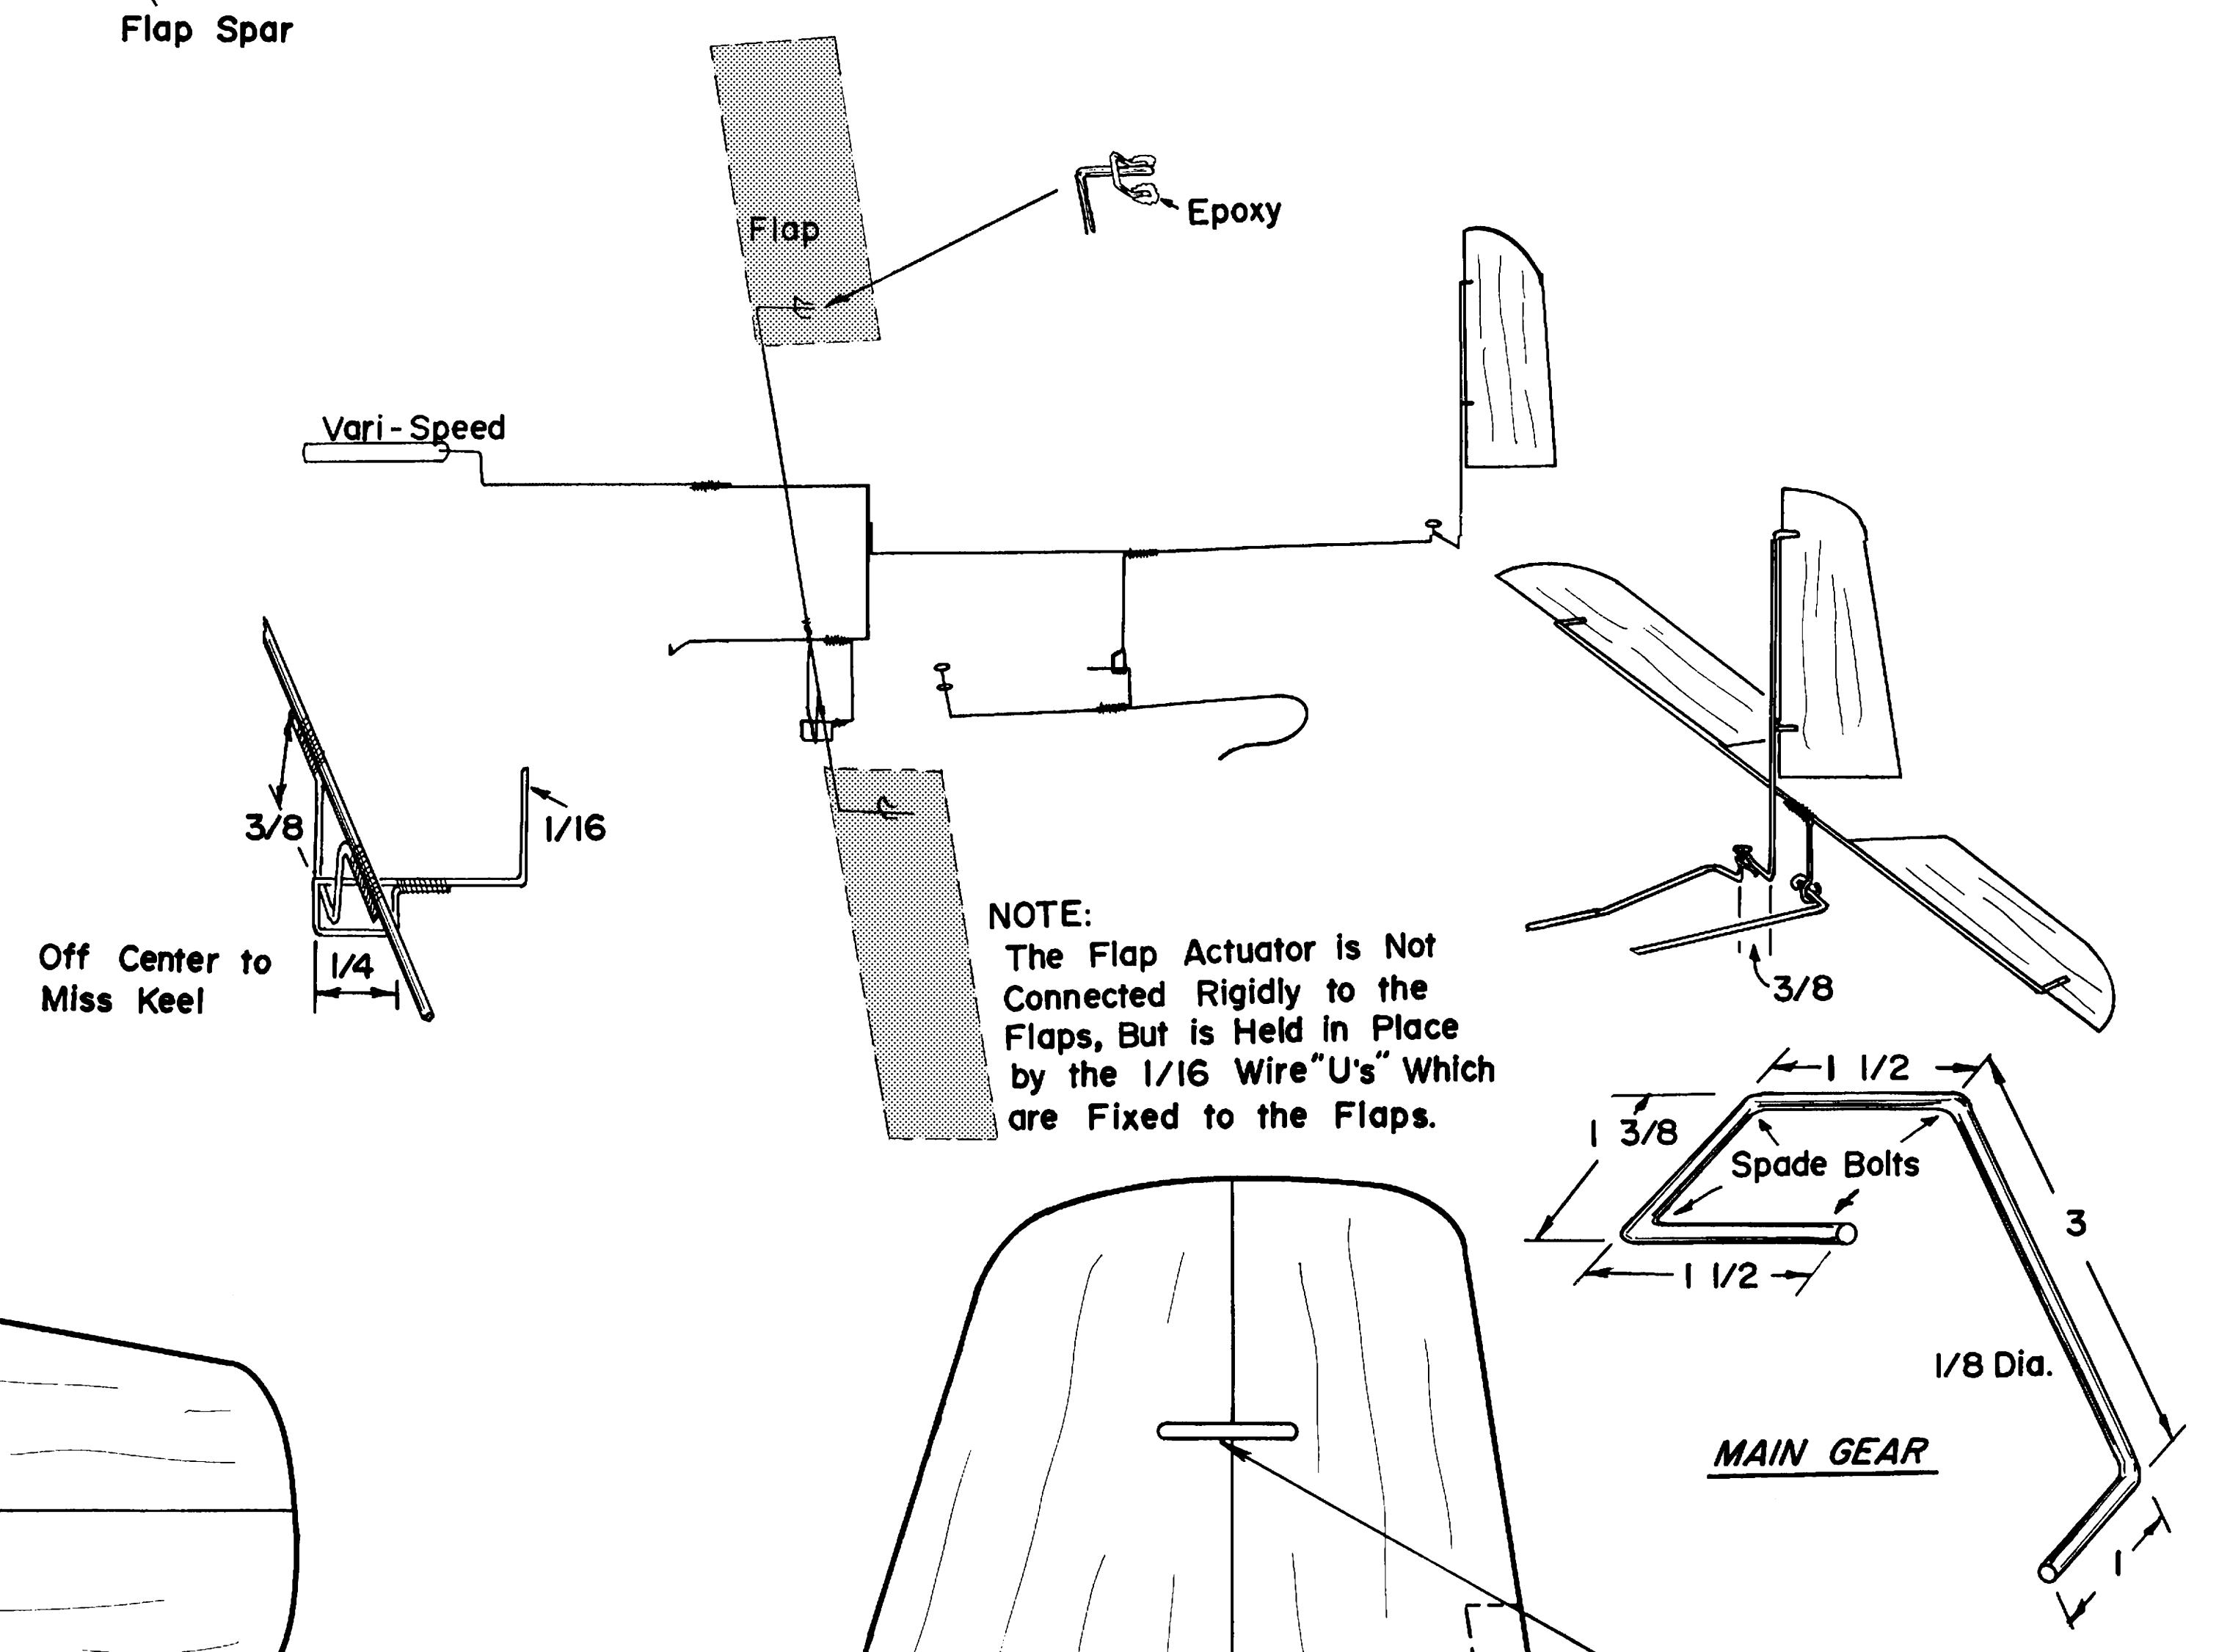 Flap Spar
Flap
Epoxy
Vari-Speed
3/8
1/16
Off Center to
Miss Keel
1/4
NOTE:
The Flap Actuator is Not
Connected Rigidly to the
Flaps, But is Held in Place
by the 1/16 Wire "U's" Which
are Fixed to the Flaps.
3/8
1 1/2
1 3/8
Spade Bolts
3
1 1/2
1/8 Dia.
MAIN GEAR
1